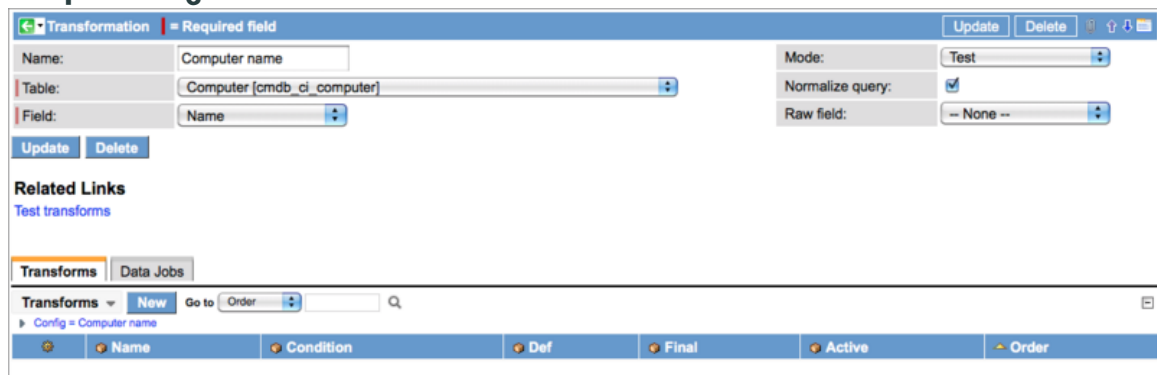 Transformation = Required field Update Delete
Name: Computer name Mode: Test
Table: Computer [cmdb_ci_computer] Normalize query:
Field: Name Raw field: -- None --
Update Delete
Related Links
Test transforms
Transforms Data Jobs
Transforms New Go to Order
Config = Computer name
Name Condition Def Final Active Order